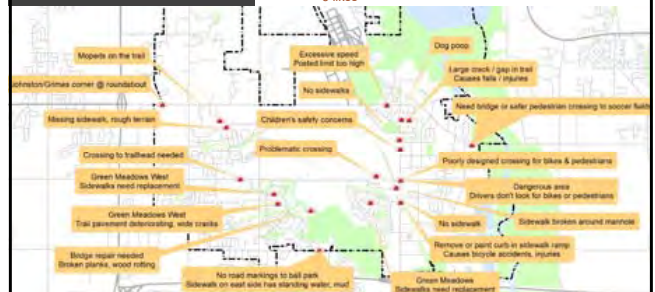 Mopeds on the trail
Excessive speed
Posted limit too high
Dog poop
Large crack / gap in trail
Causes falls / injuries
Johnston/Grimes corner @ roundabout
No sidewalks
Need bridge or safer pedestrian crossing to soccer fields
Missing sidewalk, rough terrain
Children's safety concerns
Crossing to trailhead needed
Problematic crossing
Poorly designed crossing for bikes & pedestrians
Green Meadows West
Sidewalks need replacement
Dangerous area
Drivers don't look for bikes or pedestrians
Green Meadows West
Trail pavement deteriorating, wide cracks
No sidewalk
Sidewalk broken around manhole
Bridge repair needed
Broken planks, wood rotting
Remove or paint curb in sidewalk ramp
Causes bicycle accidents, injuries
No road markings to ball park
Sidewalk on east side has standing water, mud
Green Meadows
Sidewalks need replacement